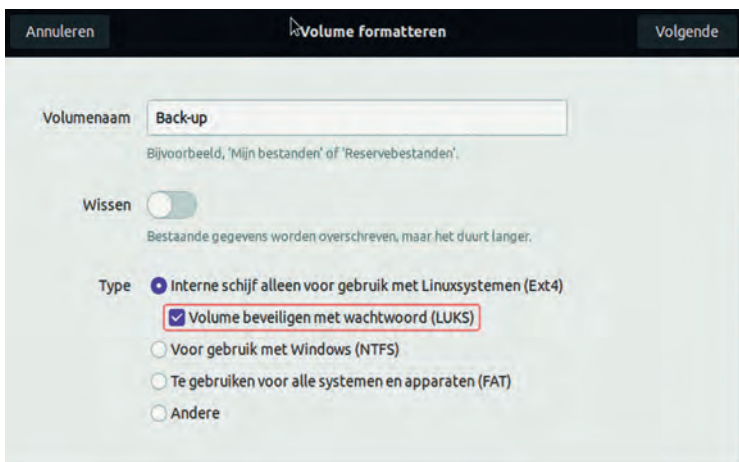 Annuleren Volume formatteren Volgende
Volumenaam Back-up
Bijvoorbeeld, 'Mijn bestanden' of 'Reservebestanden'.
Wissen
Bestaande gegevens worden overschreven, maar het duurt langer.
Type Interne schijf alleen voor gebruik met Linuxsystemen (Ext4)
Volume beveiligen met wachtwoord (LUKS)
Voor gebruik met Windows (NTFS)
Te gebruiken voor alle systemen en apparaten (FAT)
Andere